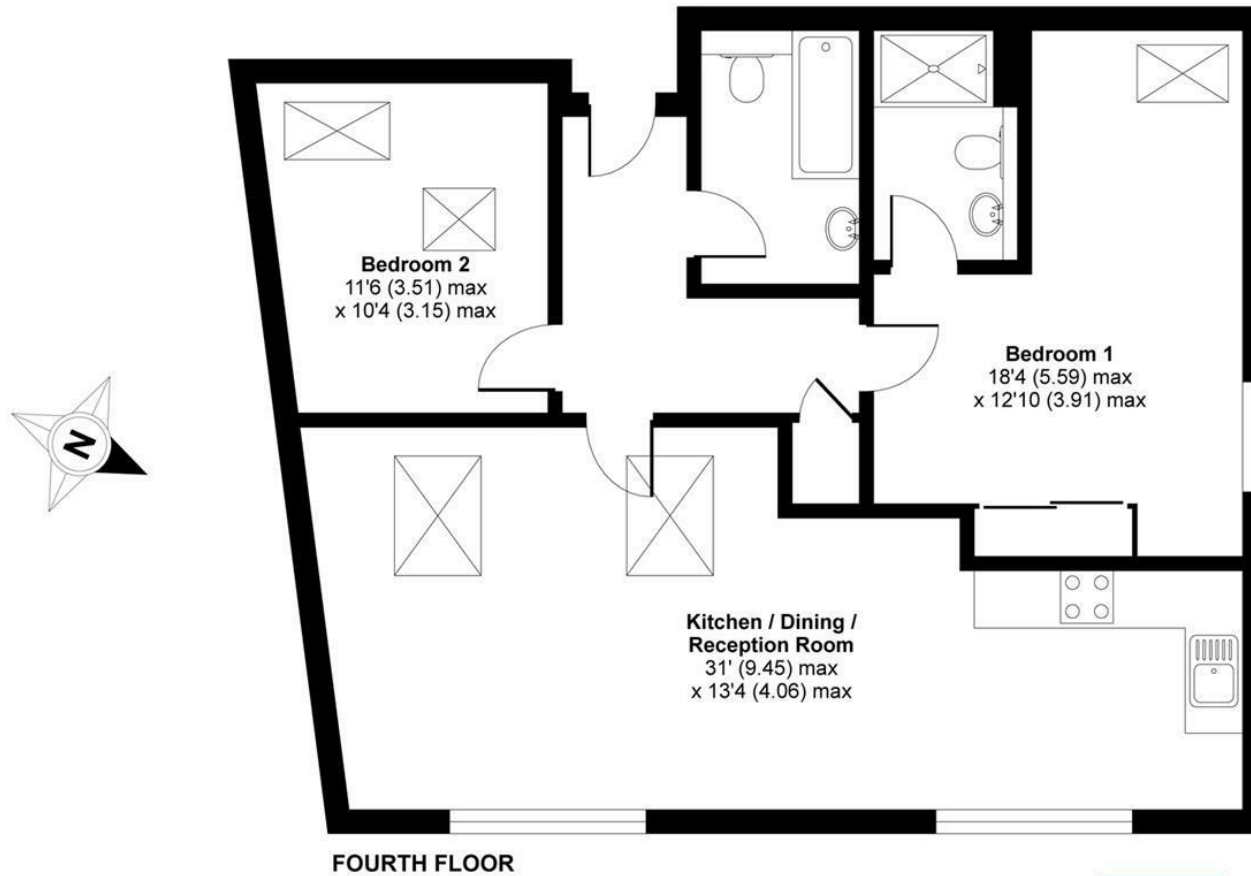 Bedroom 2
11'6 (3.51) max
x 10'4 (3.15) max
Bedroom 1
18'4 (5.59) max
x 12'10 (3.91) max
N
Kitchen / Dining /
Reception Room
31' (9.45) max
x 13'4 (4.06) max
FOURTH FLOOR